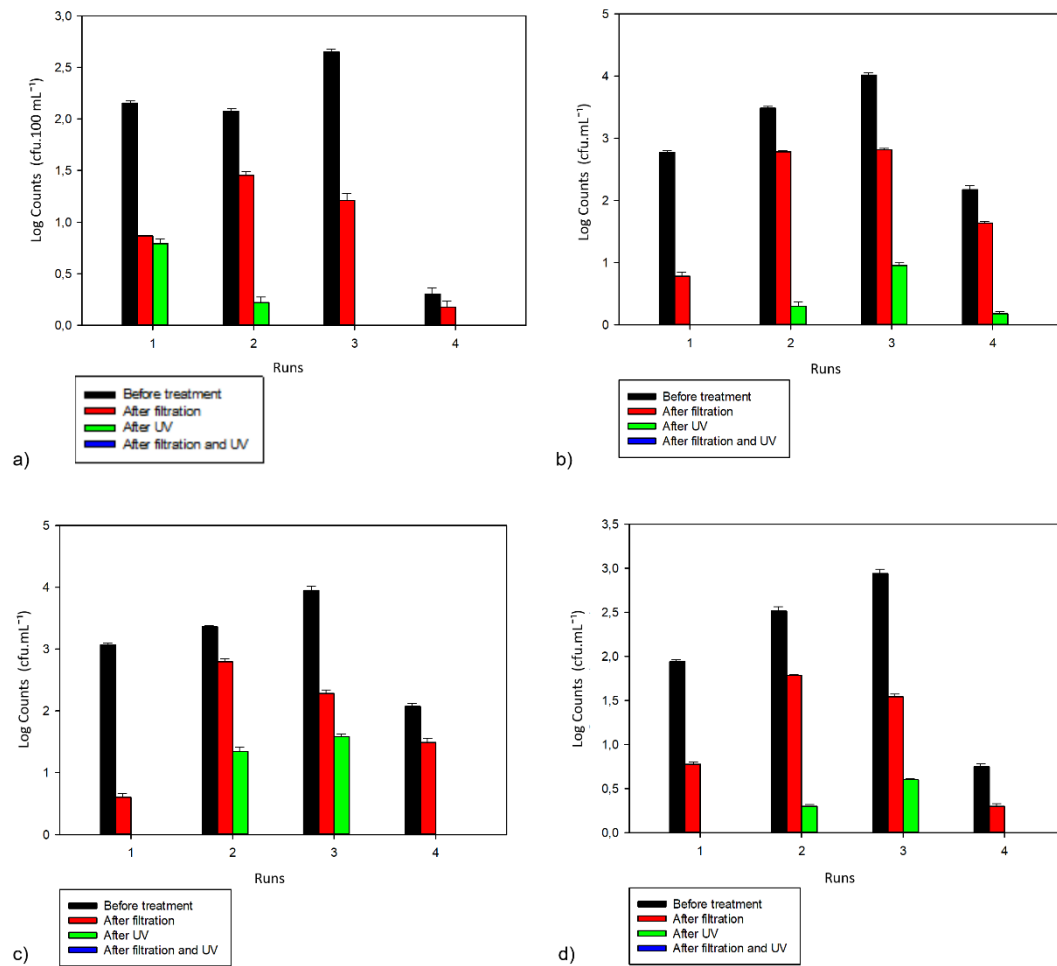 Log Counts (cfu.100 mL⁻¹)
3,0
2,5
2,0
1,5
1,0
0,5
0,0
1 2 3 4
Runs
Before treatment
After filtration
After UV
After filtration and UV
a)
Log Counts (cfu.mL⁻¹)
5
4
3
2
1
0
1 2 3 4
Runs
Before treatment
After filtration
After UV
After filtration and UV
b)
Log Counts (cfu.mL⁻¹)
5
4
3
2
1
0
1 2 3 4
Runs
Before treatment
After filtration
After UV
After filtration and UV
c)
Log Counts (cfu.mL⁻¹)
3,5
3,0
2,5
2,0
1,5
1,0
0,5
0,0
1 2 3 4
Runs
Before treatment
After filtration
After UV
After filtration and UV
d)